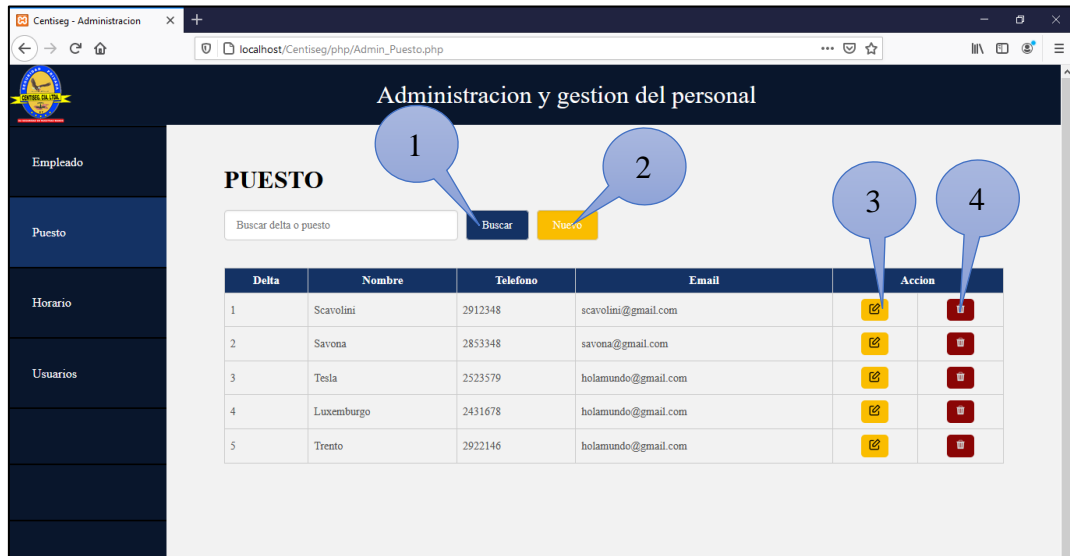 Centiseg - Administracion
localhost/Centiseg/php/Admin_Puesto.php
CENTISEG. CIA. LTDA.
Administracion y gestion del personal
Empleado
Puesto
Horario
Usuarios
PUESTO
1
2
3
4
Buscar delta o puesto
Buscar
Nuevo
Delta Nombre Telefono Email Accion
1 Scavolini 2912348 scavolini@gmail.com
2 Savona 2853348 savona@gmail.com
3 Tesla 2523579 holamundo@gmail.com
4 Luxemburgo 2431678 holamundo@gmail.com
5 Trento 2922146 holamundo@gmail.com